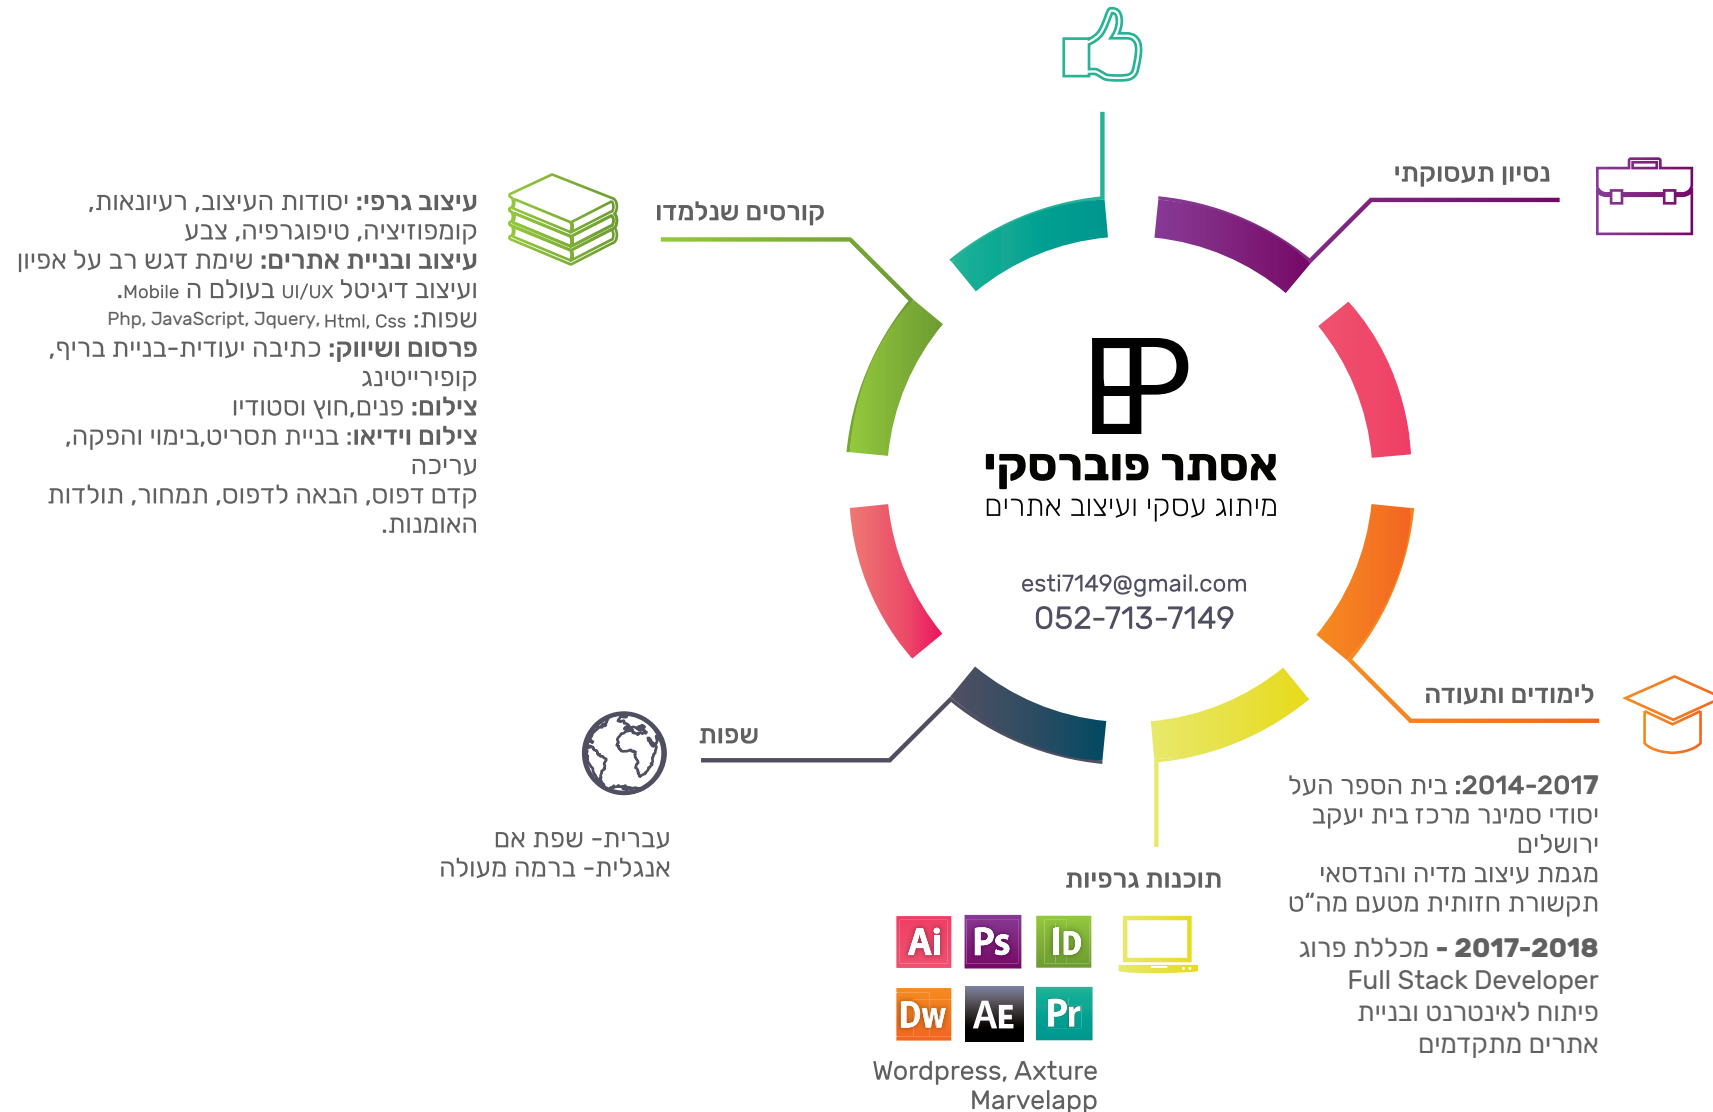 נסיון תעסוקתי
קורסים שנלמדו
עיצוב גרפי: יסודות העיצוב, רעיונאות,
קומפוזיציה, טיפוגרפיה, צבע
עיצוב ובניית אתרים: שימת דגש רב על אפיון
ועיצוב דיגיטל UI/UX בעולם ה Mobile.
שפות: Php, JavaScript, Jquery, Html, Css
פרסום ושיווק: כתיבה יעודית-בניית בריף,
קופירייטינג
צילום: פנים,חוץ וסטודיו
צילום וידיאו: בניית תסריט,בימוי והפקה,
עריכה
קדם דפוס, הבאה לדפוס, תמחור, תולדות
האומנות.
EP
אסתר פוברסקי
מיתוג עסקי ועיצוב אתרים
esti7149@gmail.com
052-713-7149
לימודים ותעודה
2014-2017: בית הספר העל
יסודי סמינר מרכז בית יעקב
ירושלים
מגמת עיצוב מדיה והנדסאי
תקשורת חזותית מטעם מה“ט
2017-2018 - מכללת פרוג
Full Stack Developer
פיתוח לאינטרנט ובניית
אתרים מתקדמים
תוכנות גרפיות
Ai Ps ID
Dw AE Pr
Wordpress, Axture
Marvelapp
שפות
עברית- שפת אם
אנגלית- ברמה מעולה